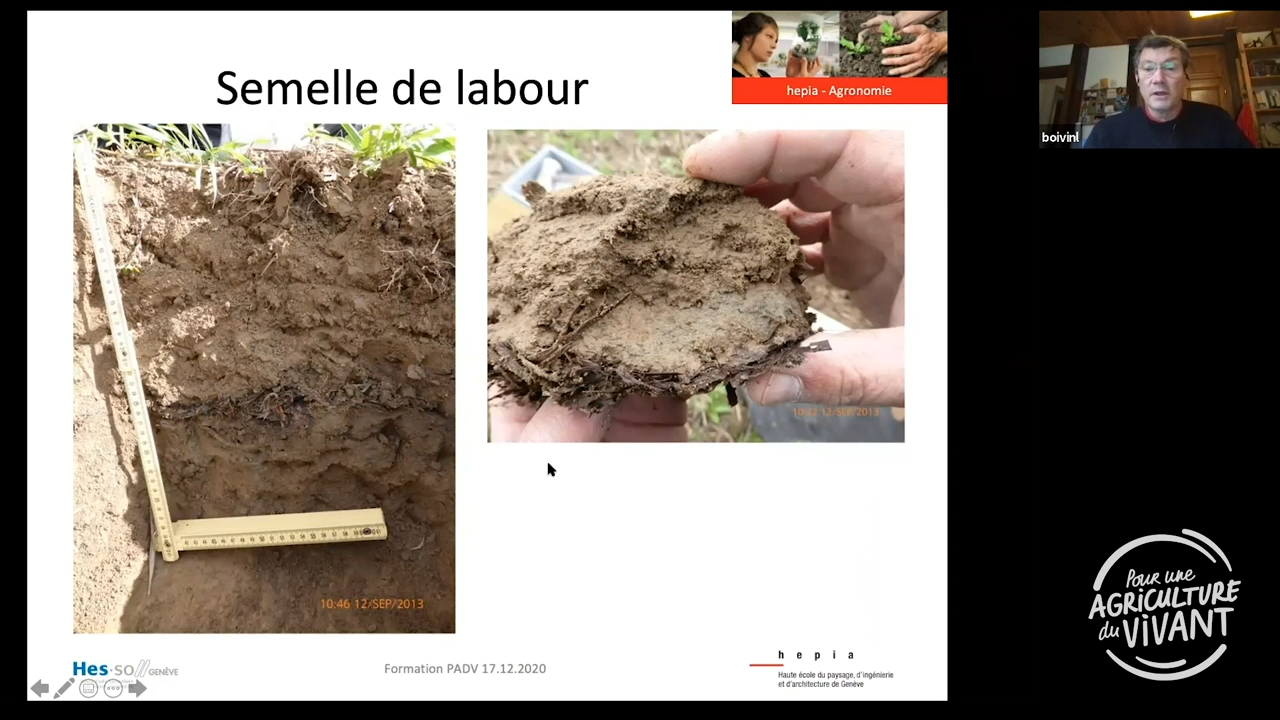 Semelle de labour
hepia - Agronomie
boivinl
10:22 12/SEP/2013
10:46 12/SEP/2013
Hes·so GENÈVE
Formation PADV 17.12.2020
hepia
Haute école du paysage, d'ingénierie
et d'architecture de Genève
Pour une
AGRICULTURE
du VIVANT